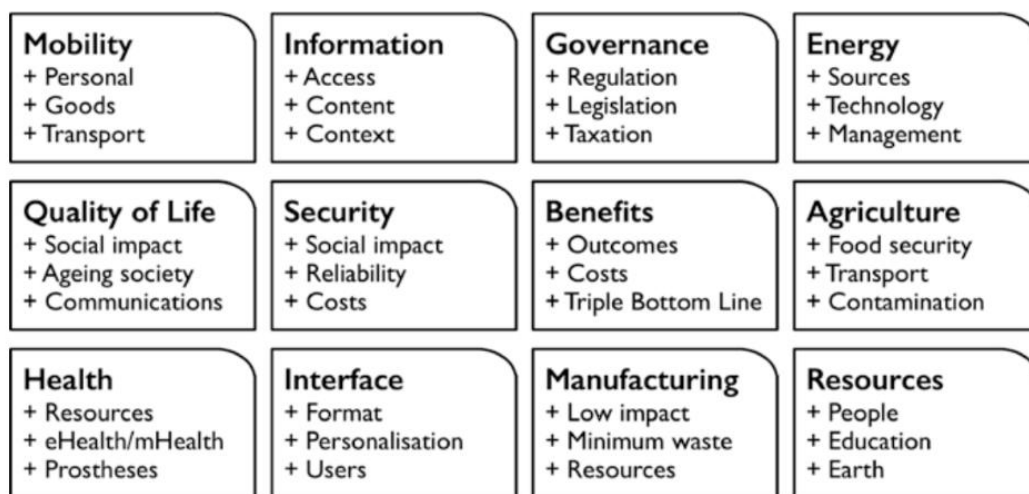 Mobility
+ Personal
+ Goods
+ Transport
Information
+ Access
+ Content
+ Context
Governance
+ Regulation
+ Legislation
+ Taxation
Energy
+ Sources
+ Technology
+ Management
Quality of Life
+ Social impact
+ Ageing society
+ Communications
Security
+ Social impact
+ Reliability
+ Costs
Benefits
+ Outcomes
+ Costs
+ Triple Bottom Line
Agriculture
+ Food security
+ Transport
+ Contamination
Health
+ Resources
+ eHealth/mHealth
+ Prostheses
Interface
+ Format
+ Personalisation
+ Users
Manufacturing
+ Low impact
+ Minimum waste
+ Resources
Resources
+ People
+ Education
+ Earth